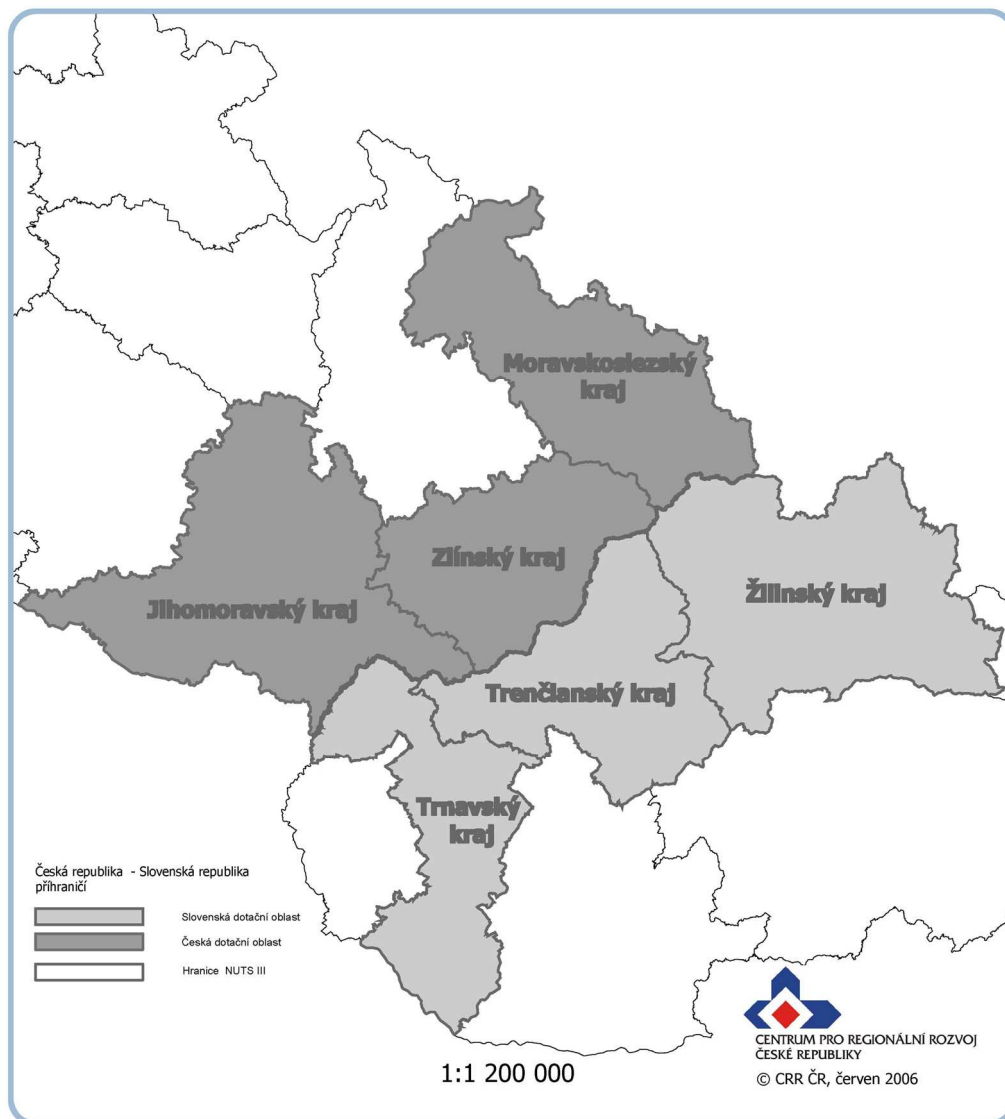 Moravskoslezský
kraj
Zlínský kraj
Žilinský kraj
Jihomoravský kraj
Trenčianský kraj
Trnavský
kraj
Česká republika - Slovenská republika
příhraničí
Slovenská dotační oblast
Česká dotační oblast
Hranice NUTS III
1:1 200 000
CENTRUM PRO REGIONÁLNÍ ROZVOJ
ČESKÉ REPUBLIKY
© CRR ČR, červen 2006